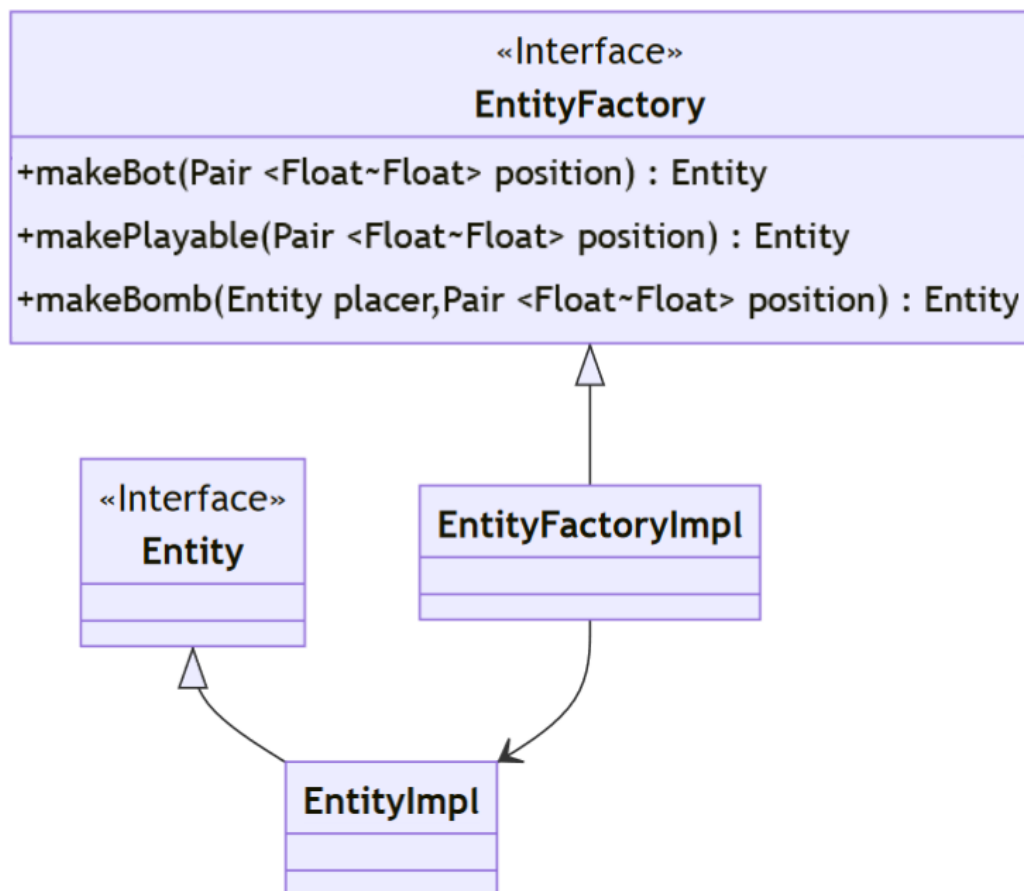 «Interface»
EntityFactory
+makeBot(Pair <Float~Float> position) : Entity
+makePlayable(Pair <Float~Float> position) : Entity
+makeBomb(Entity placer,Pair <Float~Float> position) : Entity
«Interface»
Entity
EntityFactoryImpl
EntityImpl